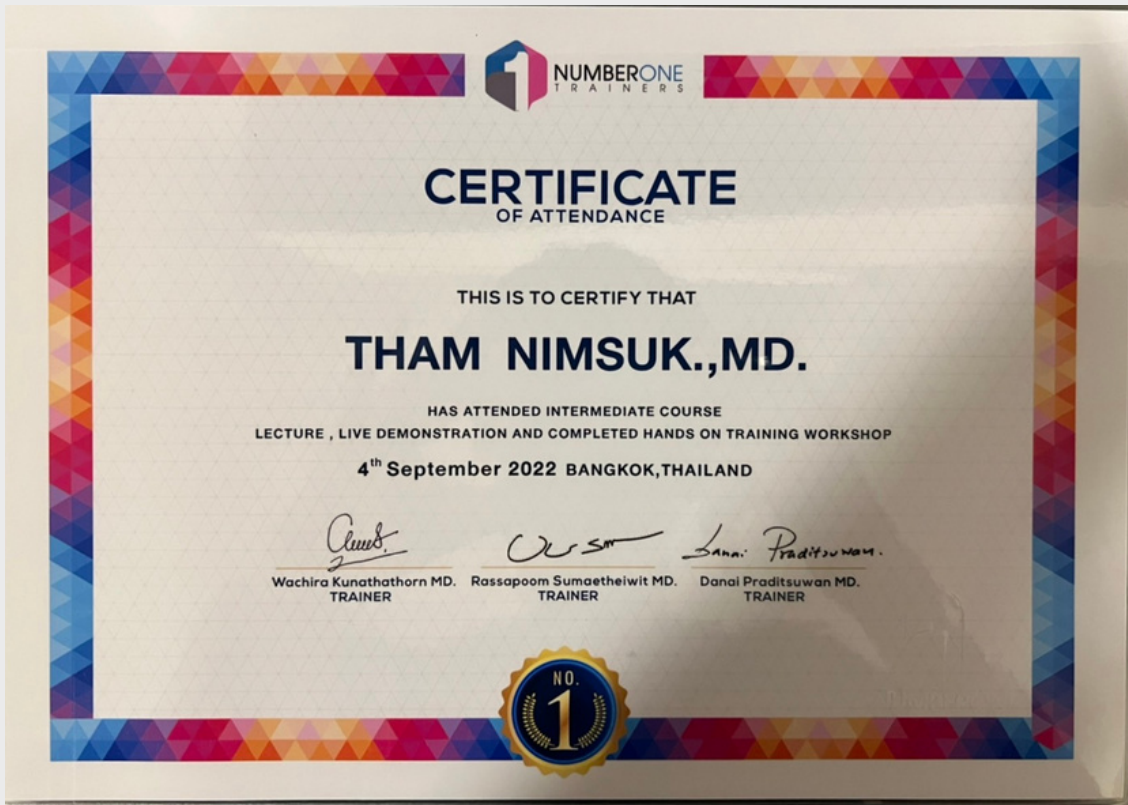 NUMBERONE
TRAINERS
CERTIFICATE
OF ATTENDANCE
THIS IS TO CERTIFY THAT
THAM NIMSUK.,MD.
HAS ATTENDED INTERMEDIATE COURSE
LECTURE , LIVE DEMONSTRATION AND COMPLETED HANDS ON TRAINING WORKSHOP
4th September 2022 BANGKOK,THAILAND
Danai Praditsuwan.
Wachira Kunathathorn MD. Rassapoom Sumaetheiwit MD. Danai Praditsuwan MD.
TRAINER TRAINER TRAINER
NO.
1